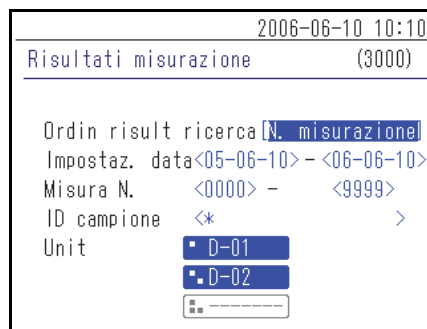 2006-06-10 10:10
Risultati misurazione (3000)
Ordin risult ricerca [N. misurazione]
Impostaz. data<05-06-10> - <06-06-10>
Misura N. <0000> - <9999>
ID campione <* >
Unit D-01
D-02
-------